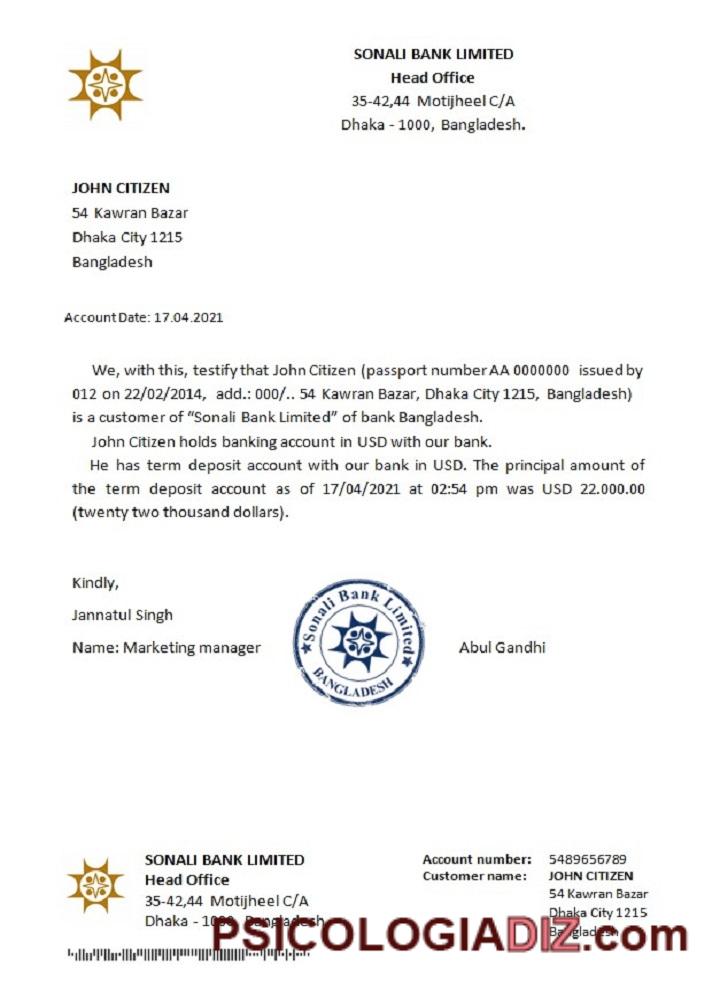 SONALI BANK LIMITED
Head Office
35-42,44 Motijheel C/A
Dhaka - 1000, Bangladesh.
JOHN CITIZEN
54 Kawran Bazar
Dhaka City 1215
Bangladesh
Account Date: 17.04.2021
We, with this, testify that John Citizen (passport number AA 0000000 issued by
012 on 22/02/2014, add.: 000/.. 54 Kawran Bazar, Dhaka City 1215, Bangladesh)
is a customer of “Sonali Bank Limited” of bank Bangladesh.
John Citizen holds banking account in USD with our bank.
He has term deposit account with our bank in USD. The principal amount of
the term deposit account as of 17/04/2021 at 02:54 pm was USD 22.000.00
(twenty two thousand dollars).
Kindly,
Jannatul Singh
Name: Marketing manager
Sonali Bank Limited
BANGLADESH
Abul Gandhi
SONALI BANK LIMITED
Head Office
35-42,44 Motijheel C/A
Dhaka - 1000, Bangladesh.
Account number: 5489656789
Customer name: JOHN CITIZEN
54 Kawran Bazar
Dhaka City 1215
Bangladesh
PSICOLOGIADIZ.com